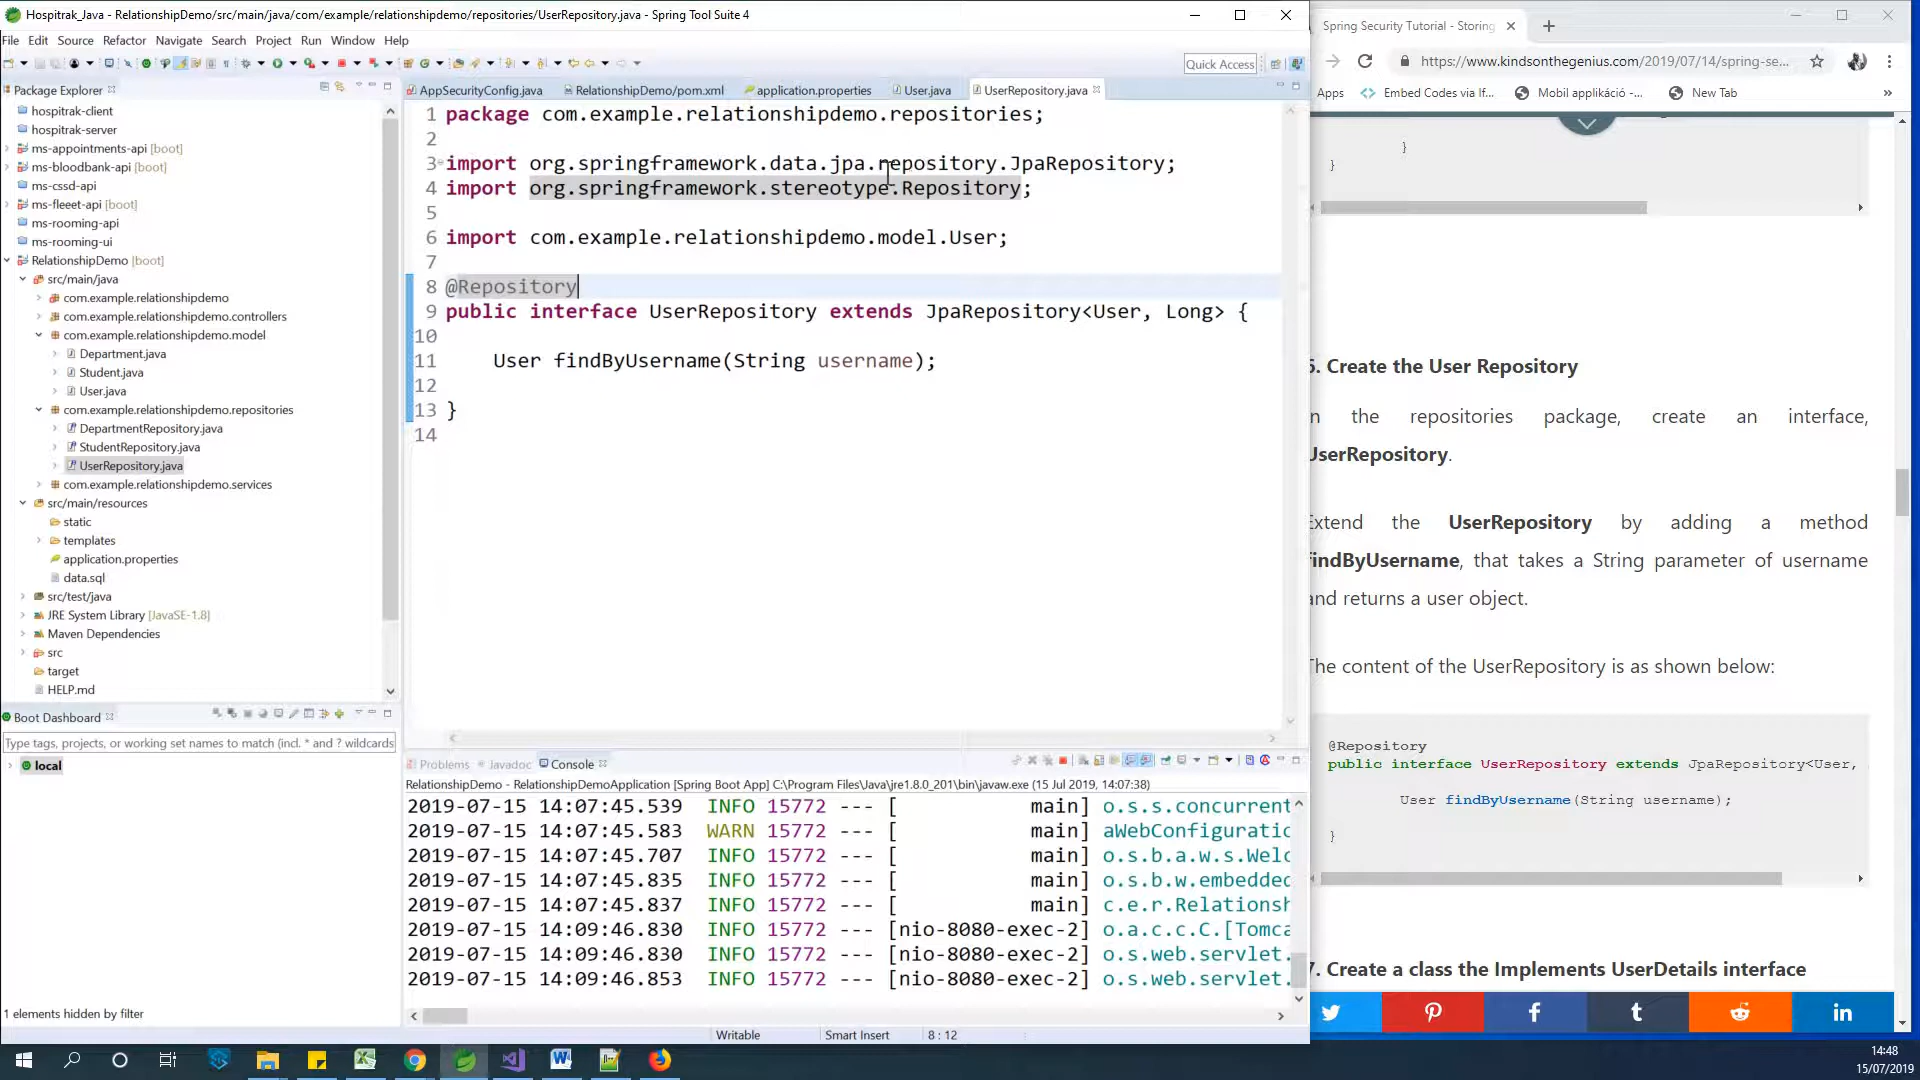 Hospitrak_Java - RelationshipDemo/src/main/java/com/example/relationshipdemo/repositories/UserRepository.java - Spring Tool Suite 4
File Edit Source Refactor Navigate Search Project Run Window Help
Quick Access
Package Explorer
hospitrak-client
hospitrak-server
ms-appointments-api [boot]
ms-bloodbank-api [boot]
ms-cssd-api
ms-fleeet-api [boot]
ms-rooming-api
ms-rooming-ui
RelationshipDemo [boot]
src/main/java
com.example.relationshipdemo
com.example.relationshipdemo.controllers
com.example.relationshipdemo.model
Department.java
Student.java
User.java
com.example.relationshipdemo.repositories
DepartmentRepository.java
StudentRepository.java
UserRepository.java
com.example.relationshipdemo.services
src/main/resources
static
templates
application.properties
data.sql
src/test/java
JRE System Library [JavaSE-1.8]
Maven Dependencies
src
target
HELP.md
Boot Dashboard
Type tags, projects, or working set names to match (incl. * and ? wildcards
local
1 elements hidden by filter
AppSecurityConfig.java RelationshipDemo/pom.xml application.properties User.java UserRepository.java
1 package com.example.relationshipdemo.repositories;
2
3 import org.springframework.data.jpa.repository.JpaRepository;
4 import org.springframework.stereotype.Repository;
5
6 import com.example.relationshipdemo.model.User;
7
8 @Repository
9 public interface UserRepository extends JpaRepository<User, Long> {
10
11 User findByUsername(String username);
12
13 }
14
Problems Javadoc Console
RelationshipDemo - RelationshipDemoApplication [Spring Boot App] C:\Program Files\Java\jre1.8.0_201\bin\javaw.exe (15 Jul 2019, 14:07:38)
2019-07-15 14:07:45.539 INFO 15772 --- [ main] o.s.s.concurrent
2019-07-15 14:07:45.583 WARN 15772 --- [ main] aWebConfiguratio
2019-07-15 14:07:45.707 INFO 15772 --- [ main] o.s.b.a.w.s.Welc
2019-07-15 14:07:45.835 INFO 15772 --- [ main] o.s.b.w.embedded
2019-07-15 14:07:45.837 INFO 15772 --- [ main] c.e.r.Relationsh
2019-07-15 14:09:46.830 INFO 15772 --- [nio-8080-exec-2] o.a.c.c.C.[Tomca
2019-07-15 14:09:46.830 INFO 15772 --- [nio-8080-exec-2] o.s.web.servlet.
2019-07-15 14:09:46.853 INFO 15772 --- [nio-8080-exec-2] o.s.web.servlet.
Writable Smart Insert 8 : 12
Spring Security Tutorial - Storing
https://www.kindsonthegenius.com/2019/07/14/spring-se...
Apps Embed Codes via If... Mobil applikáció -... New Tab »
}
}
6. Create the User Repository
In the repositories package, create an interface,
UserRepository.
Extend the UserRepository by adding a method
findByUsername, that takes a String parameter of username
and returns a user object.
The content of the UserRepository is as shown below:
@Repository
public interface UserRepository extends JpaRepository<User,
User findByUsername(String username);
}
7. Create a class the Implements UserDetails interface
14:48
15/07/2019